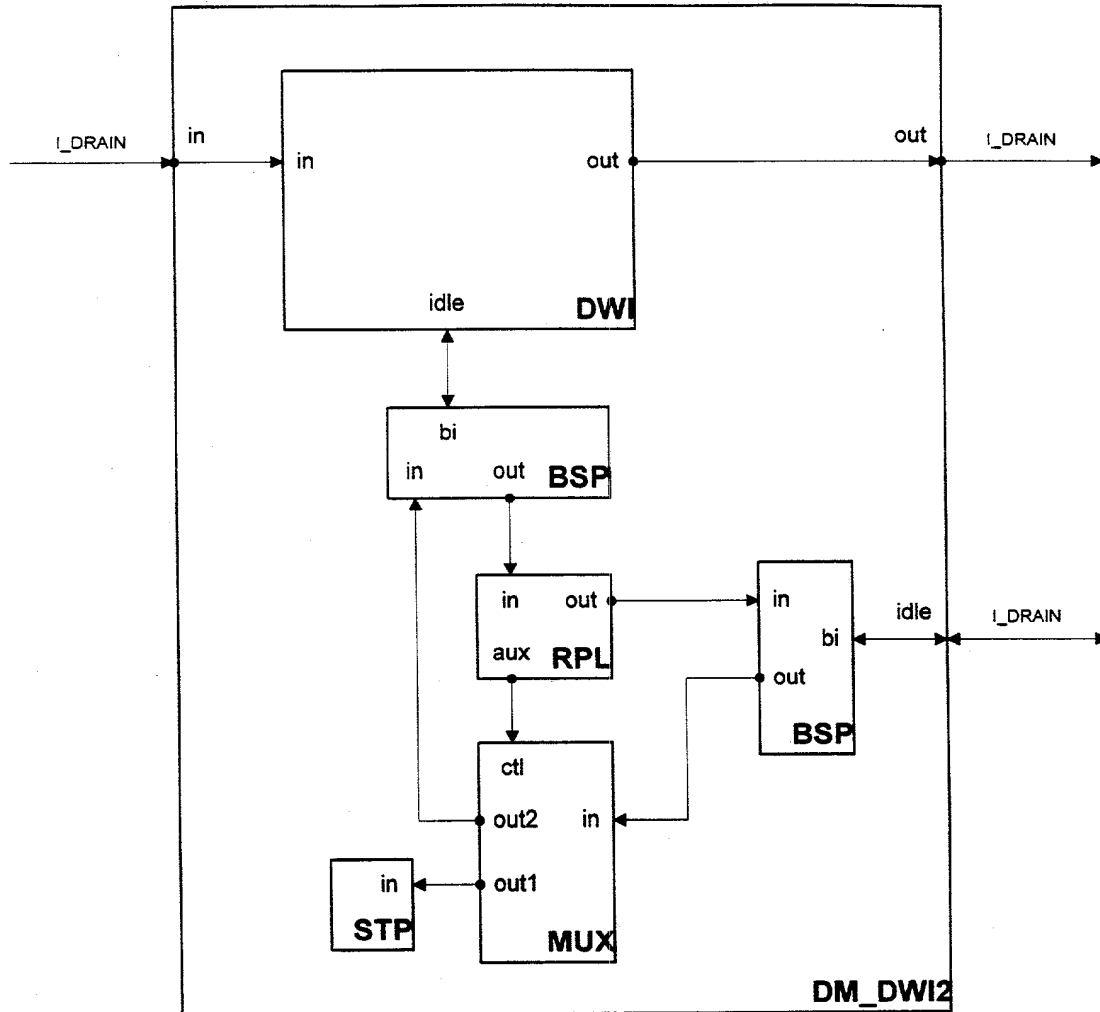 I_DRAIN
in
in
out
out
I_DRAIN
idle
DWI
bi
in
out
BSP
in
out
aux
RPL
in
bi
out
BSP
idle
I_DRAIN
ctl
out2
in
out1
MUX
in
STP
DM_DWI2